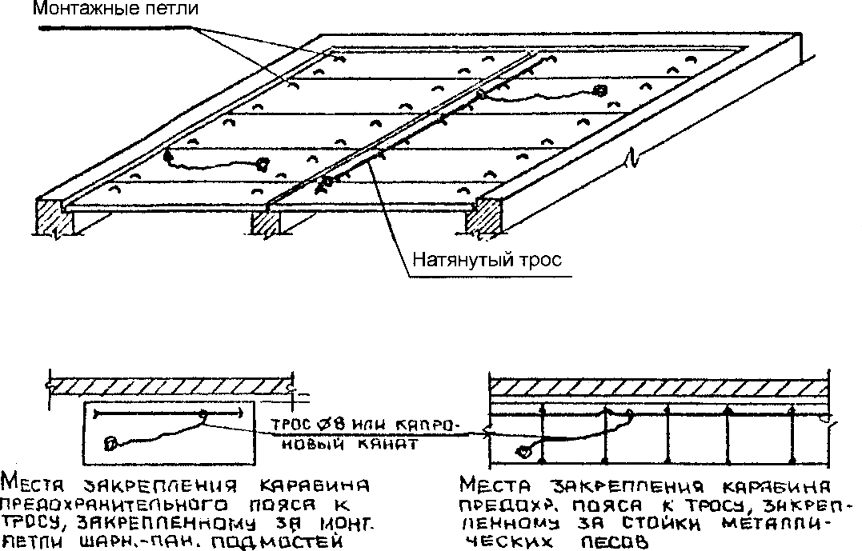 Монтажные петли
Натянутый трос
ТРОС Ø8 ИЛИ КАПРО-
НОВЫЙ КАНАТ
МЕСТА ЗАКРЕПЛЕНИЯ КАРАБИНА
ПРЕДОХРАНИТЕЛЬНОГО ПОЯСА К
ТРОСУ, ЗАКРЕПЛЕННОМУ ЗА МОНТ.
ПЕТЛИ ШАРН.-ПАН. ПОДМОСТЕЙ
МЕСТА ЗАКРЕПЛЕНИЯ КАРАБИНА
ПРЕДОХР. ПОЯСА К ТРОСУ, ЗАКРЕП-
ЛЕННОМУ ЗА СТОЙКИ МЕТАЛЛИ-
ЧЕСКИХ ЛЕСОВ